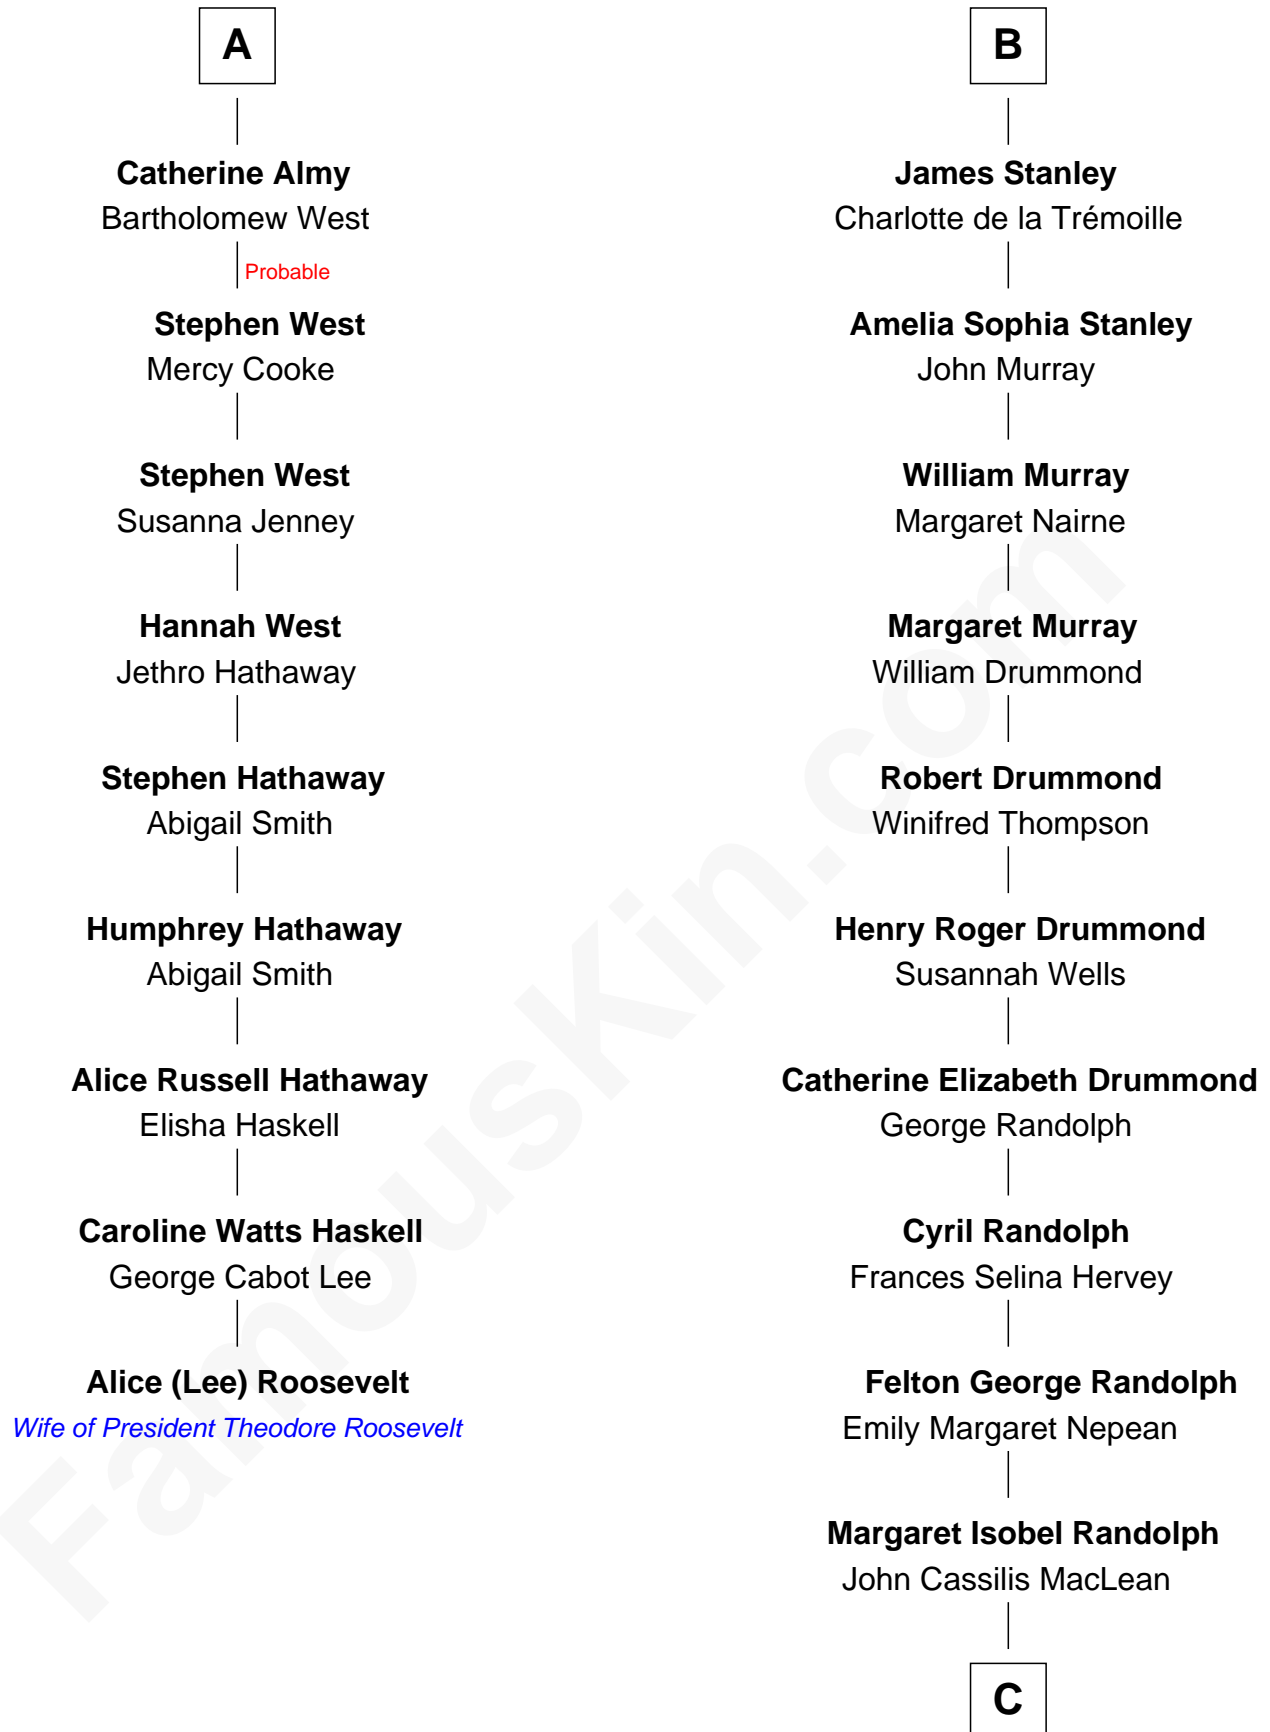 A
Catherine Almy
Bartholomew West
Probable
Stephen West
Mercy Cooke
Stephen West
Susanna Jenney
Hannah West
Jethro Hathaway
Stephen Hathaway
Abigail Smith
Humphrey Hathaway
Abigail Smith
Alice Russell Hathaway
Elisha Haskell
Caroline Watts Haskell
George Cabot Lee
Alice (Lee) Roosevelt
Wife of President Theodore Roosevelt
B
James Stanley
Charlotte de la Trémoille
Amelia Sophia Stanley
John Murray
William Murray
Margaret Nairne
Margaret Murray
William Drummond
Robert Drummond
Winifred Thompson
Henry Roger Drummond
Susannah Wells
Catherine Elizabeth Drummond
George Randolph
Cyril Randolph
Frances Selina Hervey
Felton George Randolph
Emily Margaret Nepean
Margaret Isobel Randolph
John Cassilis MacLean
C
FamousKin.com